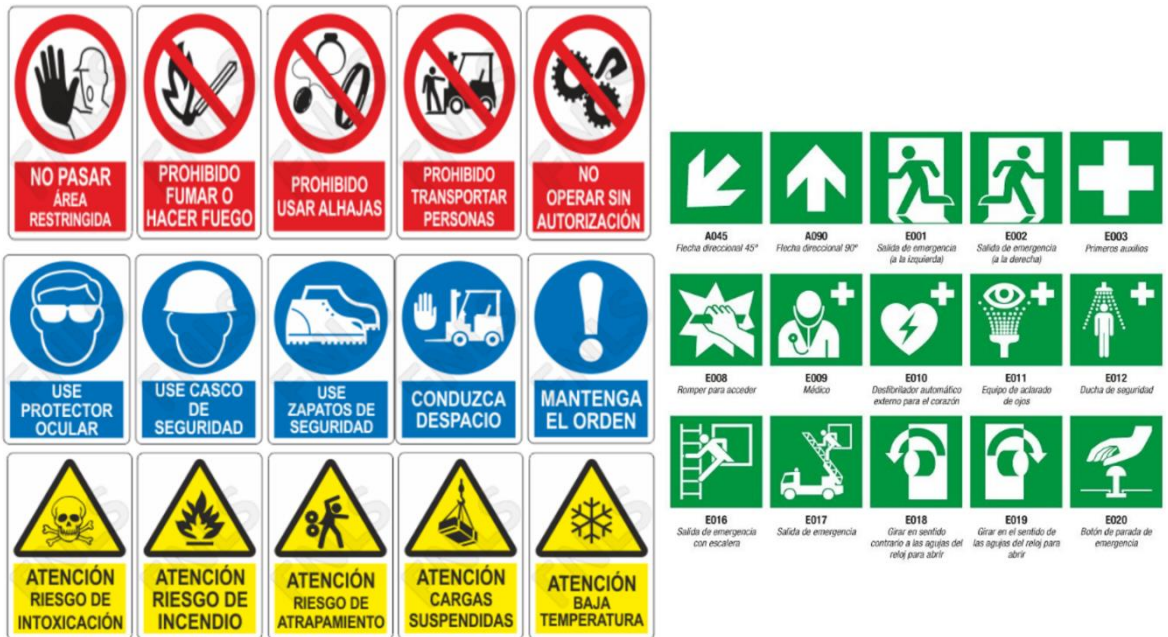 NO PASAR
ÁREA
RESTRINGIDA
PROHIBIDO
FUMAR O
HACER FUEGO
PROHIBIDO
USAR ALHAJAS
PROHIBIDO
TRANSPORTAR
PERSONAS
NO
OPERAR SIN
AUTORIZACIÓN
USE
PROTECTOR
OCULAR
USE CASCO
DE
SEGURIDAD
USE
ZAPATOS DE
SEGURIDAD
CONDUZCA
DESPACIO
MANTENGA
EL ORDEN
ATENCIÓN
RIESGO DE
INTOXICACIÓN
ATENCIÓN
RIESGO DE
INCENDIO
ATENCIÓN
RIESGO DE
ATRAPAMIENTO
ATENCIÓN
CARGAS
SUSPENDIDAS
ATENCIÓN
BAJA
TEMPERATURA
A045
Flecha direccional 45°
A090
Flecha direccional 90°
E001
Salida de emergencia
(a la izquierda)
E002
Salida de emergencia
(a la derecha)
E003
Primeros auxilios
E008
Romper para acceder
E009
Médico
E010
Desfibrilador automático
externo para el corazón
E011
Equipo de aclarado
de ojos
E012
Ducha de seguridad
E016
Salida de emergencia
con escalera
E017
Salida de emergencia
E018
Girar en sentido
contrario a las agujas del
reloj para abrir
E019
Girar en el sentido de
las agujas del reloj para
abrir
E020
Botón de parada de
emergencia